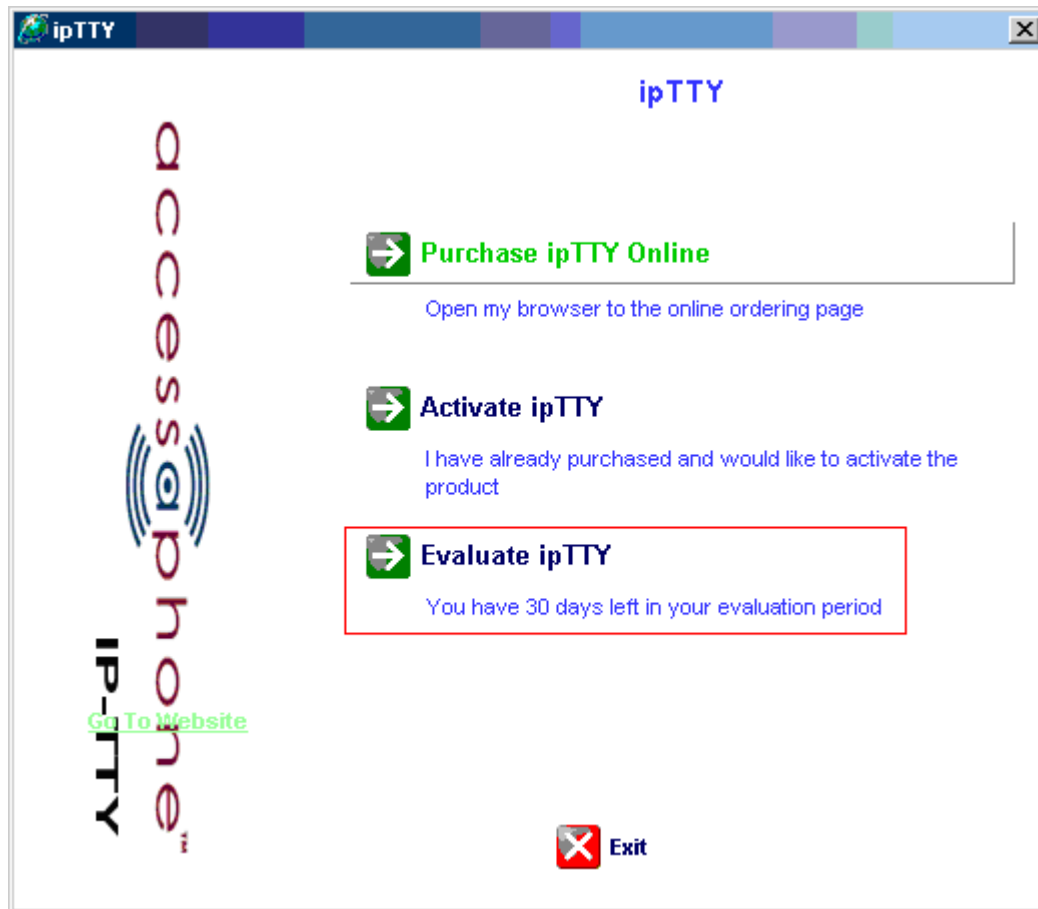 ipTTY
ipTTY
Purchase ipTTY Online
Open my browser to the online ordering page
Activate ipTTY
I have already purchased and would like to activate the
product
Evaluate ipTTY
You have 30 days left in your evaluation period
access@phone™
IP-TTY
Go To Website
Exit